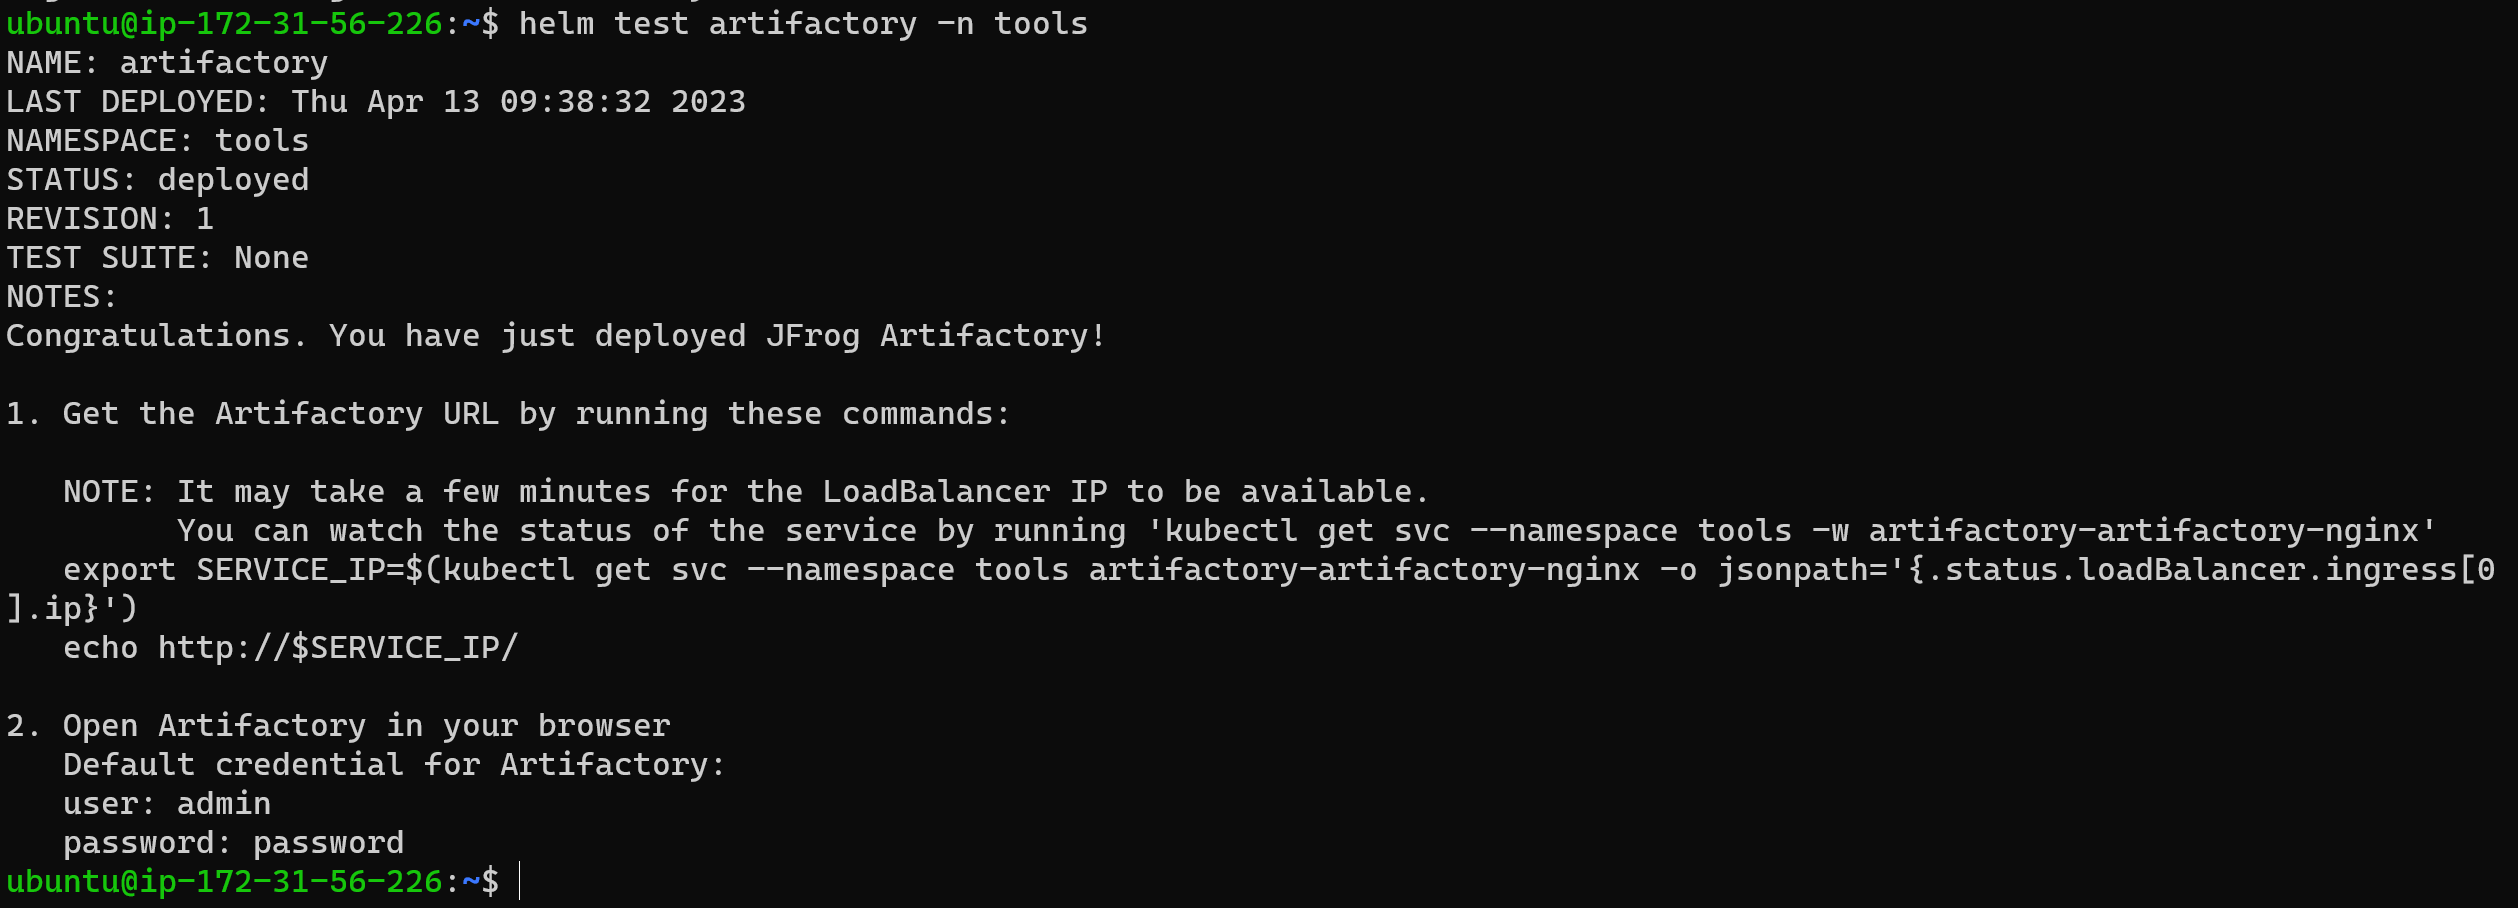 ubuntu@ip-172-31-56-226:~$ helm test artifactory -n tools
NAME: artifactory
LAST DEPLOYED: Thu Apr 13 09:38:32 2023
NAMESPACE: tools
STATUS: deployed
REVISION: 1
TEST SUITE: None
NOTES:
Congratulations. You have just deployed JFrog Artifactory!

1. Get the Artifactory URL by running these commands:

   NOTE: It may take a few minutes for the LoadBalancer IP to be available.
         You can watch the status of the service by running 'kubectl get svc --namespace tools -w artifactory-artifactory-nginx'
   export SERVICE_IP=$(kubectl get svc --namespace tools artifactory-artifactory-nginx -o jsonpath='{.status.loadBalancer.ingress[0
].ip}')
   echo http://$SERVICE_IP/

2. Open Artifactory in your browser
   Default credential for Artifactory:
   user: admin
   password: password
ubuntu@ip-172-31-56-226:~$